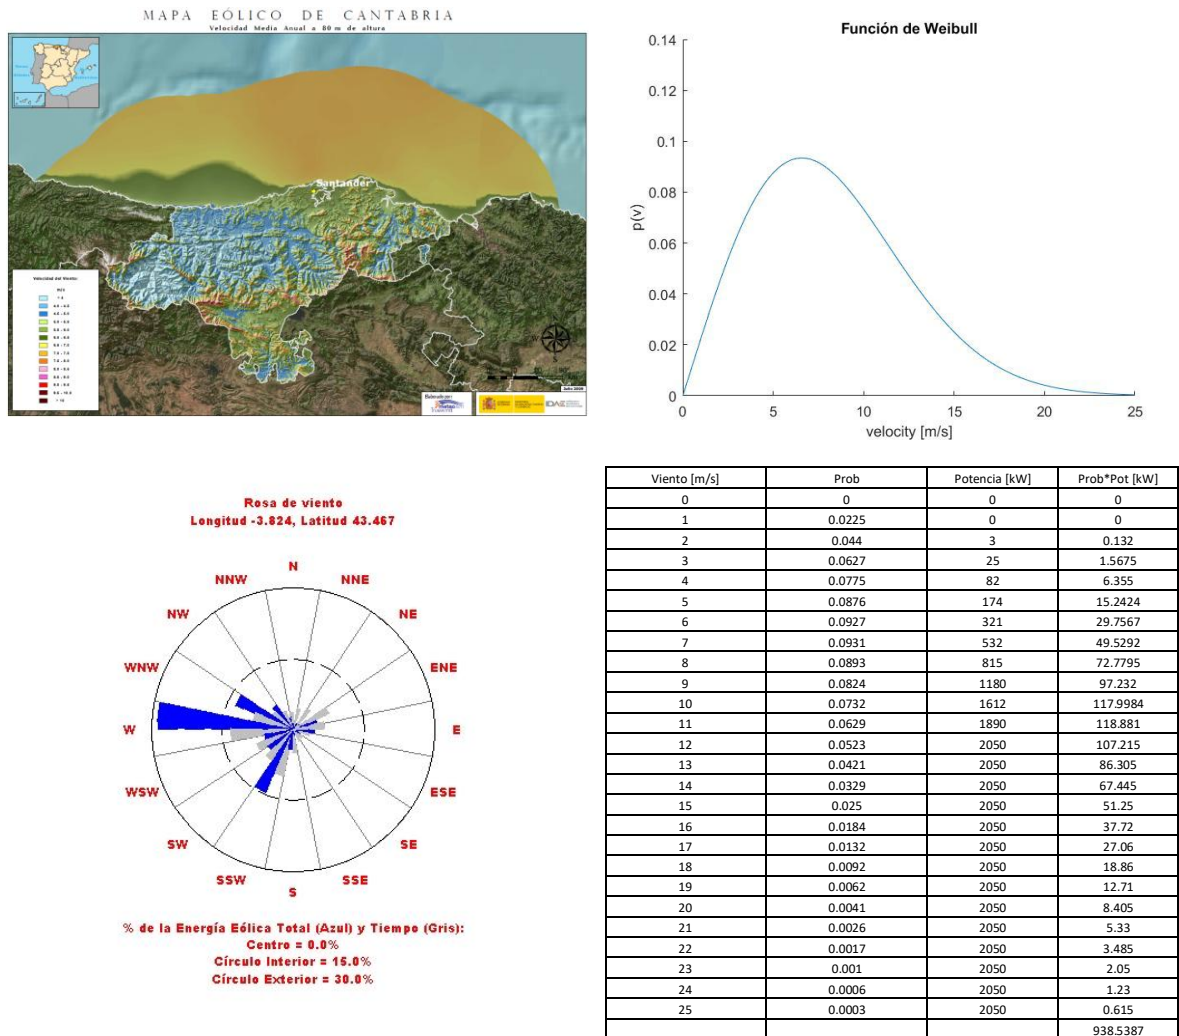 MAPA EÓLICO DE CANTABRIA
Velocidad Media Anual a 80 m de altura
Santander
Velocidad del Viento
Julio 2009
IDAE
Función de Weibull
0.14
0.12
0.1
0.08
0.06
0.04
0.02
0
p(v)
0 5 10 15 20 25
velocity [m/s]
Rosa de viento
Longitud -3.824, Latitud 43.467
N
NNW NNE
NW NE
WNW ENE
W E
WSW ESE
SW SE
SSW SSE
S
% de la Energía Eólica Total (Azul) y Tiempo (Gris):
Centro = 0.0%
Círculo Interior = 15.0%
Círculo Exterior = 30.0%
Viento [m/s] Prob Potencia [kW] Prob*Pot [kW]
0 0 0 0
1 0.0225 0 0
2 0.044 3 0.132
3 0.0627 25 1.5675
4 0.0775 82 6.355
5 0.0876 174 15.2424
6 0.0927 321 29.7567
7 0.0931 532 49.5292
8 0.0893 815 72.7795
9 0.0824 1180 97.232
10 0.0732 1612 117.9984
11 0.0629 1890 118.881
12 0.0523 2050 107.215
13 0.0421 2050 86.305
14 0.0329 2050 67.445
15 0.025 2050 51.25
16 0.0184 2050 37.72
17 0.0132 2050 27.06
18 0.0092 2050 18.86
19 0.0062 2050 12.71
20 0.0041 2050 8.405
21 0.0026 2050 5.33
22 0.0017 2050 3.485
23 0.001 2050 2.05
24 0.0006 2050 1.23
25 0.0003 2050 0.615
938.5387